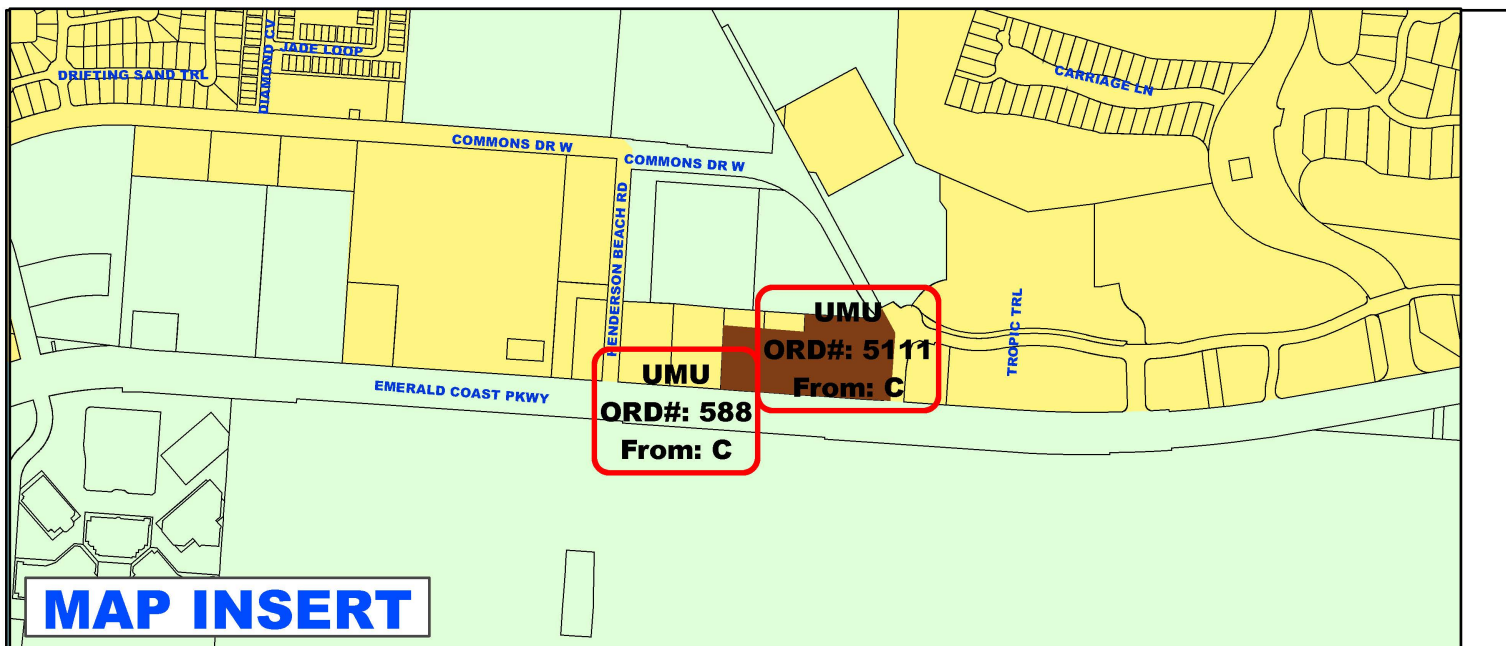 DIAMOND CV
JADE LOOP
DRIFTING SAND TRL
CARRIAGE LN
COMMONS DR W
COMMONS DR W
HENDERSON BEACH RD
TROPIC TRL
UMU
ORD#: 5111
From: C
UMU
ORD#: 588
From: C
EMERALD COAST PKWY
MAP INSERT